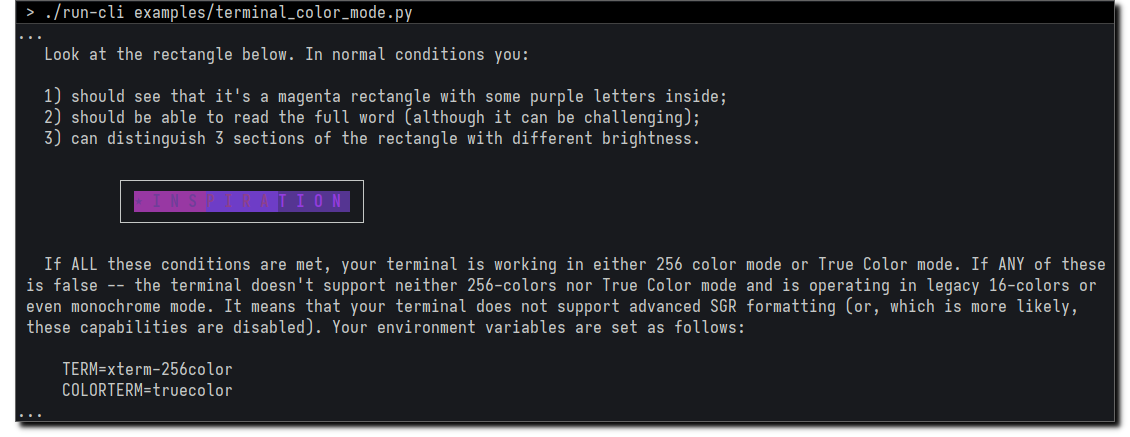 > ./run-cli examples/terminal_color_mode.py
...
Look at the rectangle below. In normal conditions you:
1) should see that it's a magenta rectangle with some purple letters inside;
2) should be able to read the full word (although it can be challenging);
3) can distinguish 3 sections of the rectangle with different brightness.
I N S P I R A T I O N
If ALL these conditions are met, your terminal is working in either 256 color mode or True Color mode. If ANY of these
is false -- the terminal doesn't support neither 256-colors nor True Color mode and is operating in legacy 16-colors or
even monochrome mode. It means that your terminal does not support advanced SGR formatting (or, which is more likely,
these capabilities are disabled). Your environment variables are set as follows:
TERM=xterm-256color
COLORTERM=truecolor
...